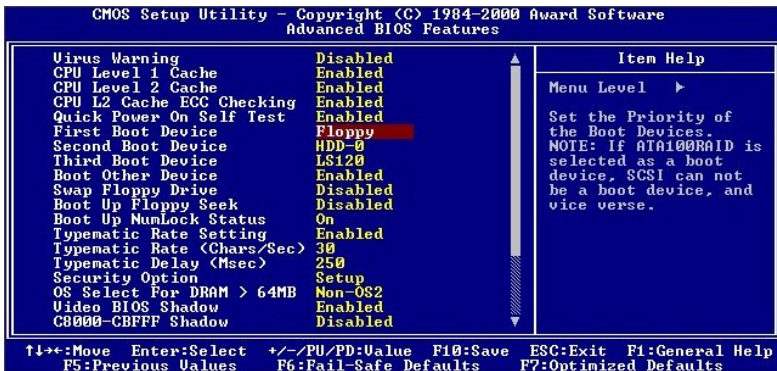 CMOS Setup Utility - Copyright (C) 1984-2000 Award Software
Advanced BIOS Features
Virus Warning Disabled
CPU Level 1 Cache Enabled
CPU Level 2 Cache Enabled
CPU L2 Cache ECC Checking Enabled
Quick Power On Self Test Enabled
First Boot Device Floppy
Second Boot Device HDD-0
Third Boot Device LS120
Boot Other Device Enabled
Swap Floppy Drive Disabled
Boot Up Floppy Seek Disabled
Boot Up NumLock Status On
Typematic Rate Setting Enabled
Typematic Rate (Chars/Sec) 30
Typematic Delay (Msec) 250
Security Option Setup
OS Select For DRAM > 64MB Non-OS2
Video BIOS Shadow Enabled
C8000-CBFFF Shadow Disabled
Item Help
Menu Level ►
Set the Priority of
the Boot Devices.
NOTE: If ATA100RAID is
selected as a boot
device, SCSI can not
be a boot device, and
vice verse.
↑↓→←:Move Enter:Select +/-/PU/PD:Value F10:Save ESC:Exit F1:General Help
F5:Previous Values F6:Fail-Safe Defaults F7:Optimized Defaults